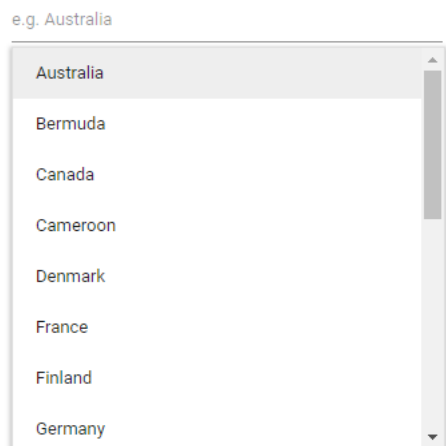 e.g. Australia
Australia
Bermuda
Canada
Cameroon
Denmark
France
Finland
Germany